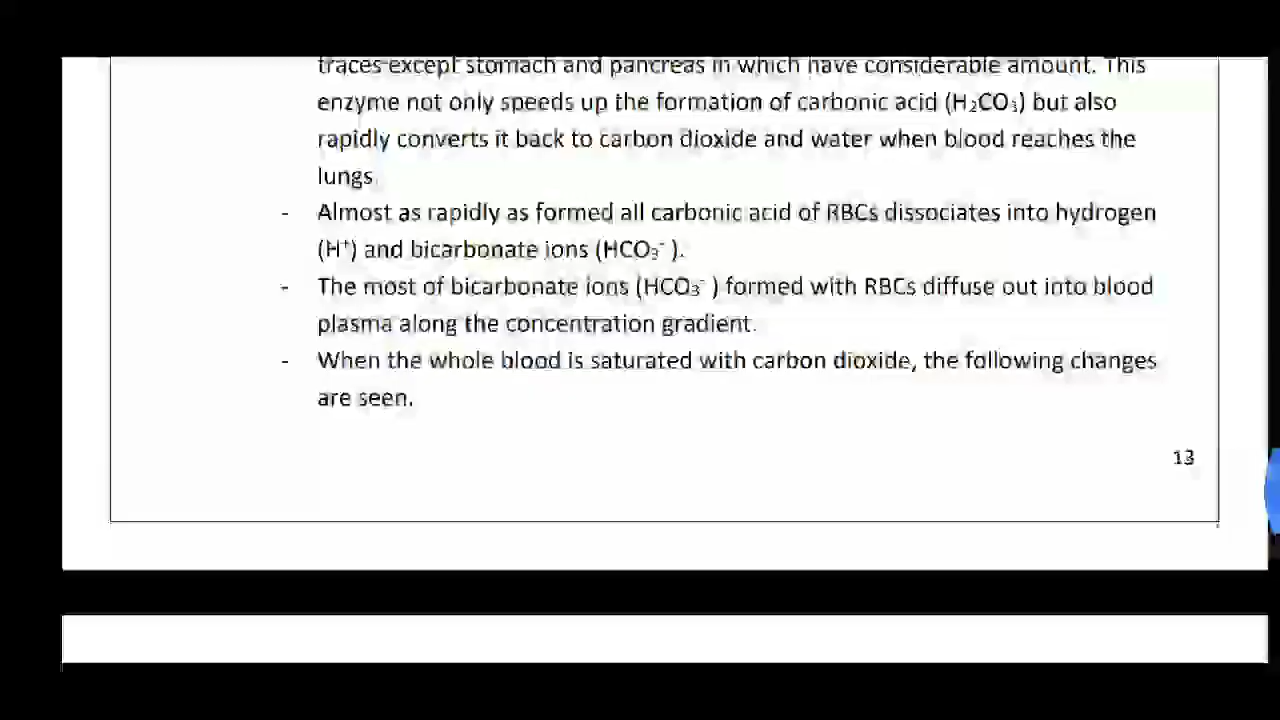 traces except stomach and pancreas in which have considerable amount. This
enzyme not only speeds up the formation of carbonic acid (H₂CO₃) but also
rapidly converts it back to carbon dioxide and water when blood reaches the
lungs.
- Almost as rapidly as formed all carbonic acid of RBCs dissociates into hydrogen
(H⁺) and bicarbonate ions (HCO₃⁻ ).
- The most of bicarbonate ions (HCO₃⁻ ) formed with RBCs diffuse out into blood
plasma along the concentration gradient.
- When the whole blood is saturated with carbon dioxide, the following changes
are seen.
13